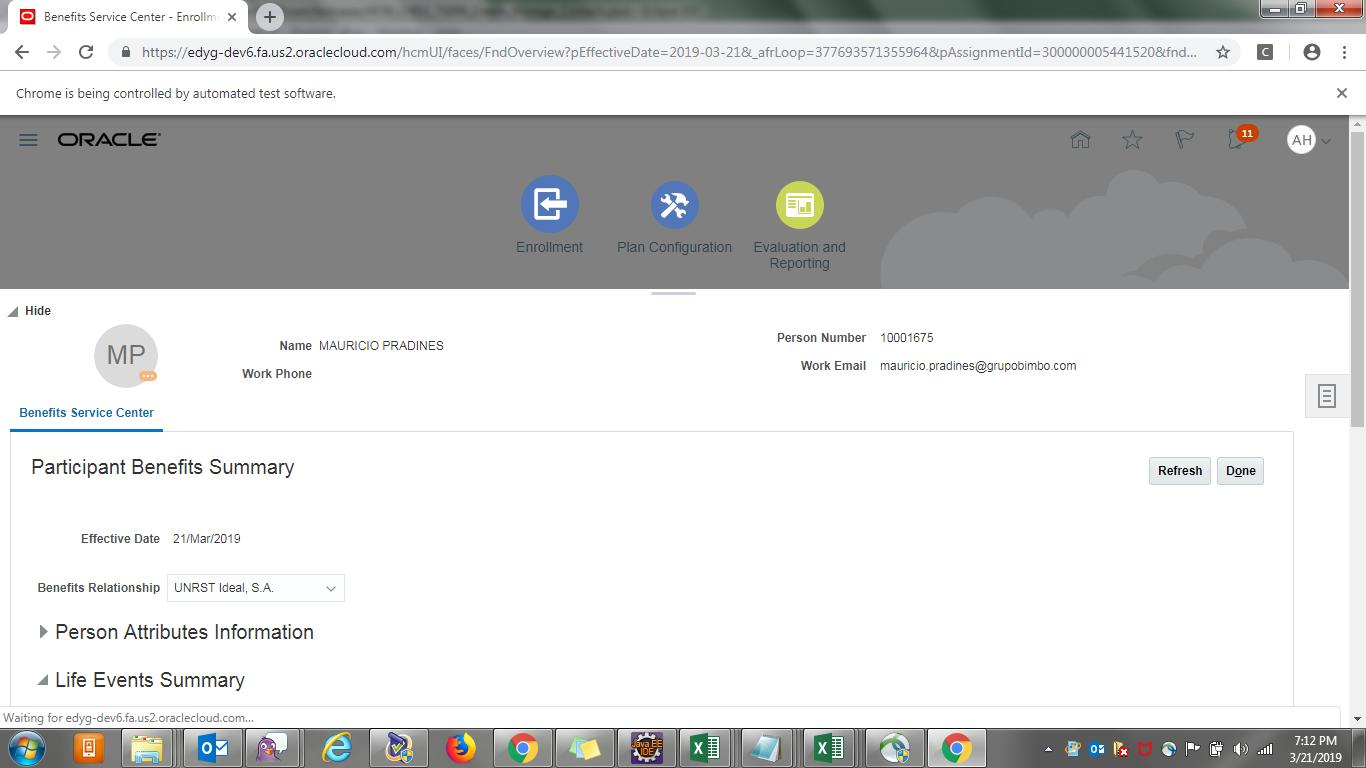 Benefits Service Center - Enrollm
https://edyg-dev6.fa.us2.oraclecloud.com/hcmUI/faces/FndOverview?pEffectiveDate=2019-03-21&_afrLoop=377693571355964&pAssignmentId=300000005441520&fnd...
C
Chrome is being controlled by automated test software.
ORACLE
11
AH
Enrollment
Plan Configuration
Evaluation and
Reporting
Hide
MP
Name MAURICIO PRADINES
Work Phone
Person Number 10001675
Work Email mauricio.pradines@grupobimbo.com
Benefits Service Center
Participant Benefits Summary
Refresh
Done
Effective Date 21/Mar/2019
Benefits Relationship UNRST Ideal, S.A.
Person Attributes Information
Life Events Summary
Waiting for edyg-dev6.fa.us2.oraclecloud.com...
Java EE
IDE
7:12 PM
3/21/2019